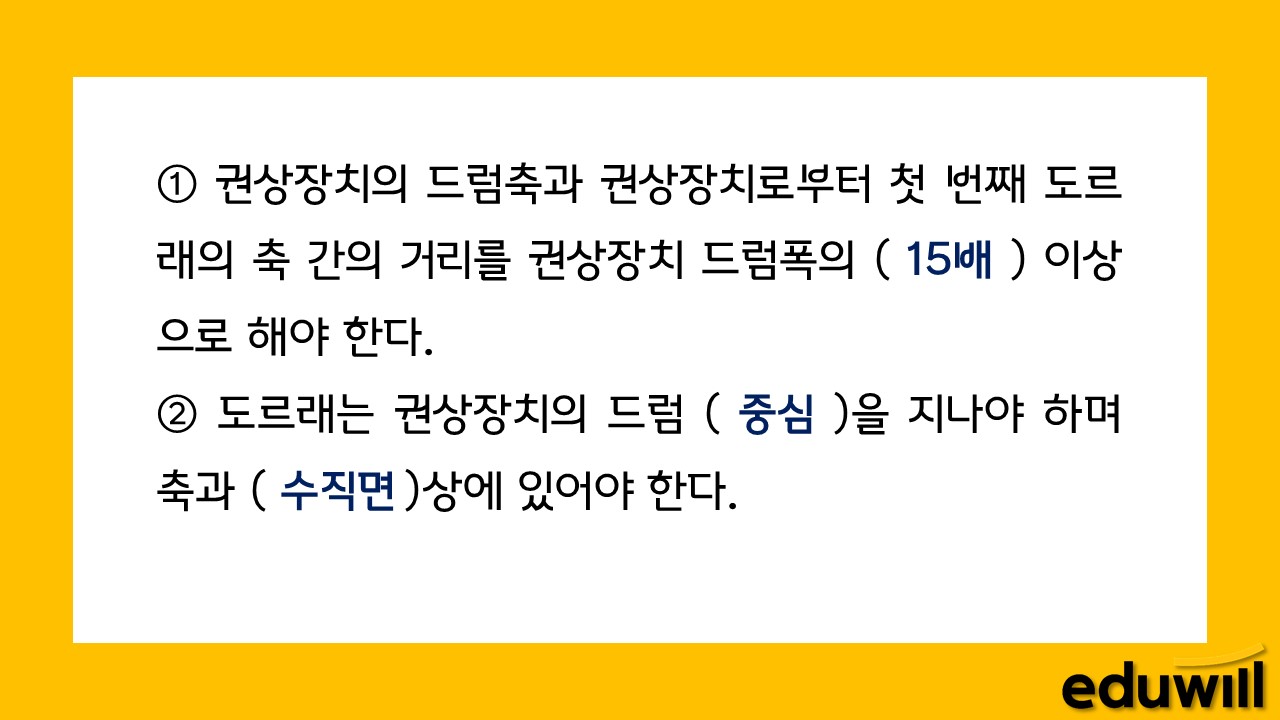 ① 권상장치의 드럼축과 권상장치로부터 첫 번째 도르
래의 축 간의 거리를 권상장치 드럼폭의 ( 15배 ) 이상
으로 해야 한다.
② 도르래는 권상장치의 드럼 ( 중심 )을 지나야 하며
축과 ( 수직면 )상에 있어야 한다.
eduwill